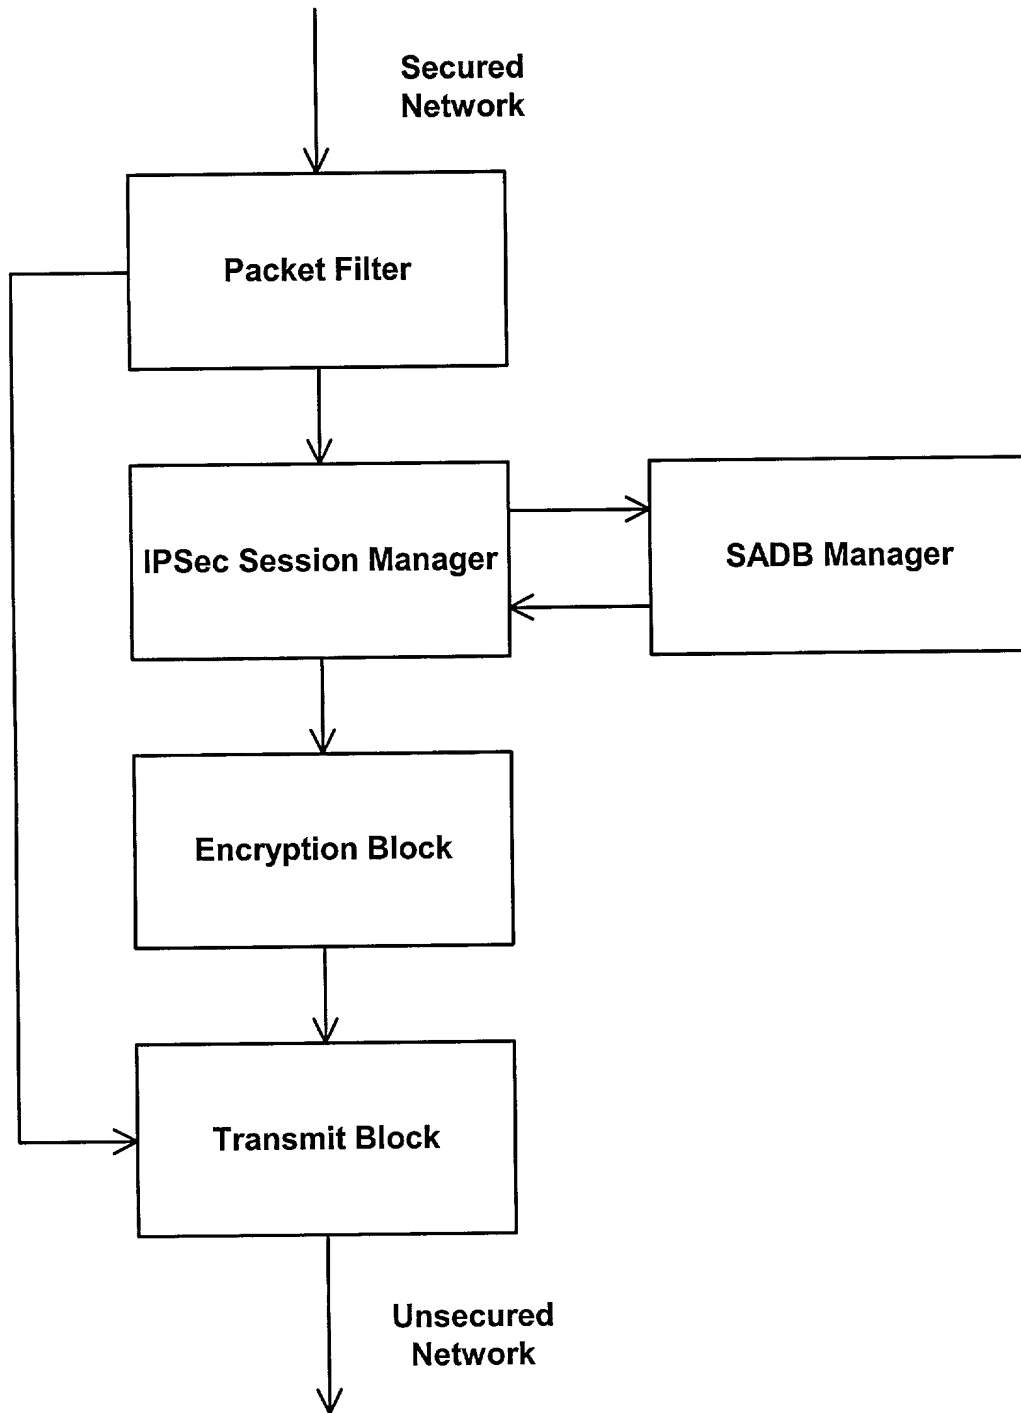 Secured
Network
Packet Filter
IPSec Session Manager
SADB Manager
Encryption Block
Transmit Block
Unsecured
Network